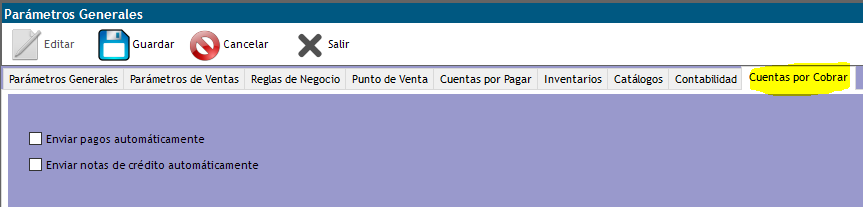 Parámetros Generales
Editar Guardar Cancelar Salir
Parámetros Generales Parámetros de Ventas Reglas de Negocio Punto de Venta Cuentas por Pagar Inventarios Catálogos Contabilidad Cuentas por Cobrar
Enviar pagos automáticamente
Enviar notas de crédito automáticamente